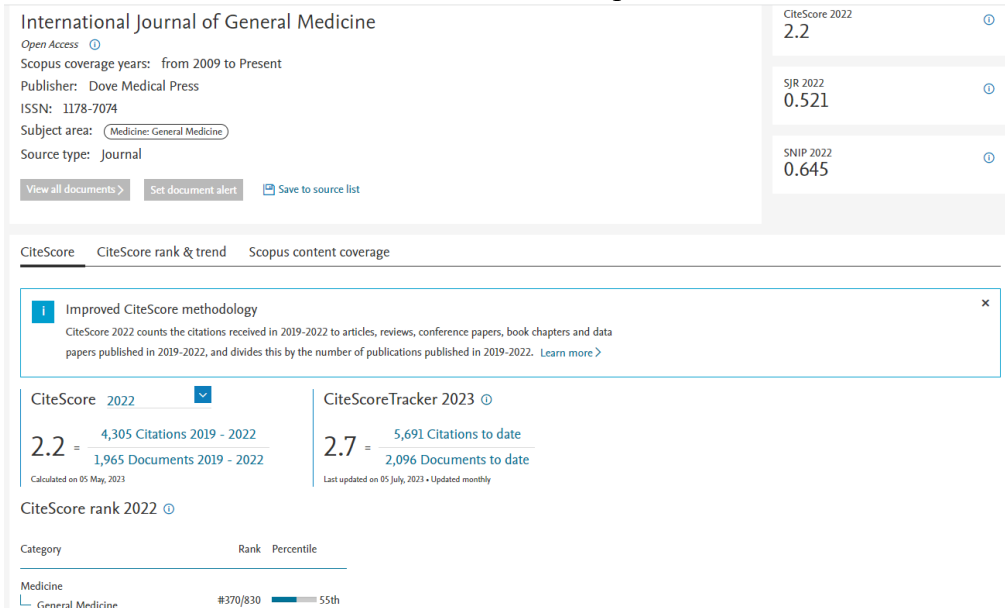 International Journal of General Medicine
Open Access
Scopus coverage years: from 2009 to Present
Publisher: Dove Medical Press
ISSN: 1178-7074
Subject area: Medicine: General Medicine
Source type: Journal
View all documents > Set document alert Save to source list
CiteScore 2022
2.2
SJR 2022
0.521
SNIP 2022
0.645
CiteScore CiteScore rank & trend Scopus content coverage
i Improved CiteScore methodology ×
CiteScore 2022 counts the citations received in 2019-2022 to articles, reviews, conference papers, book chapters and data
papers published in 2019-2022, and divides this by the number of publications published in 2019-2022. Learn more >
CiteScore 2022
2.2 = 4,305 Citations 2019 - 2022
1,965 Documents 2019 - 2022
Calculated on 05 May, 2023
CiteScoreTracker 2023
2.7 = 5,691 Citations to date
2,096 Documents to date
Last updated on 05 July, 2023 • Updated monthly
CiteScore rank 2022
Category Rank Percentile
Medicine
General Medicine #370/830 55th